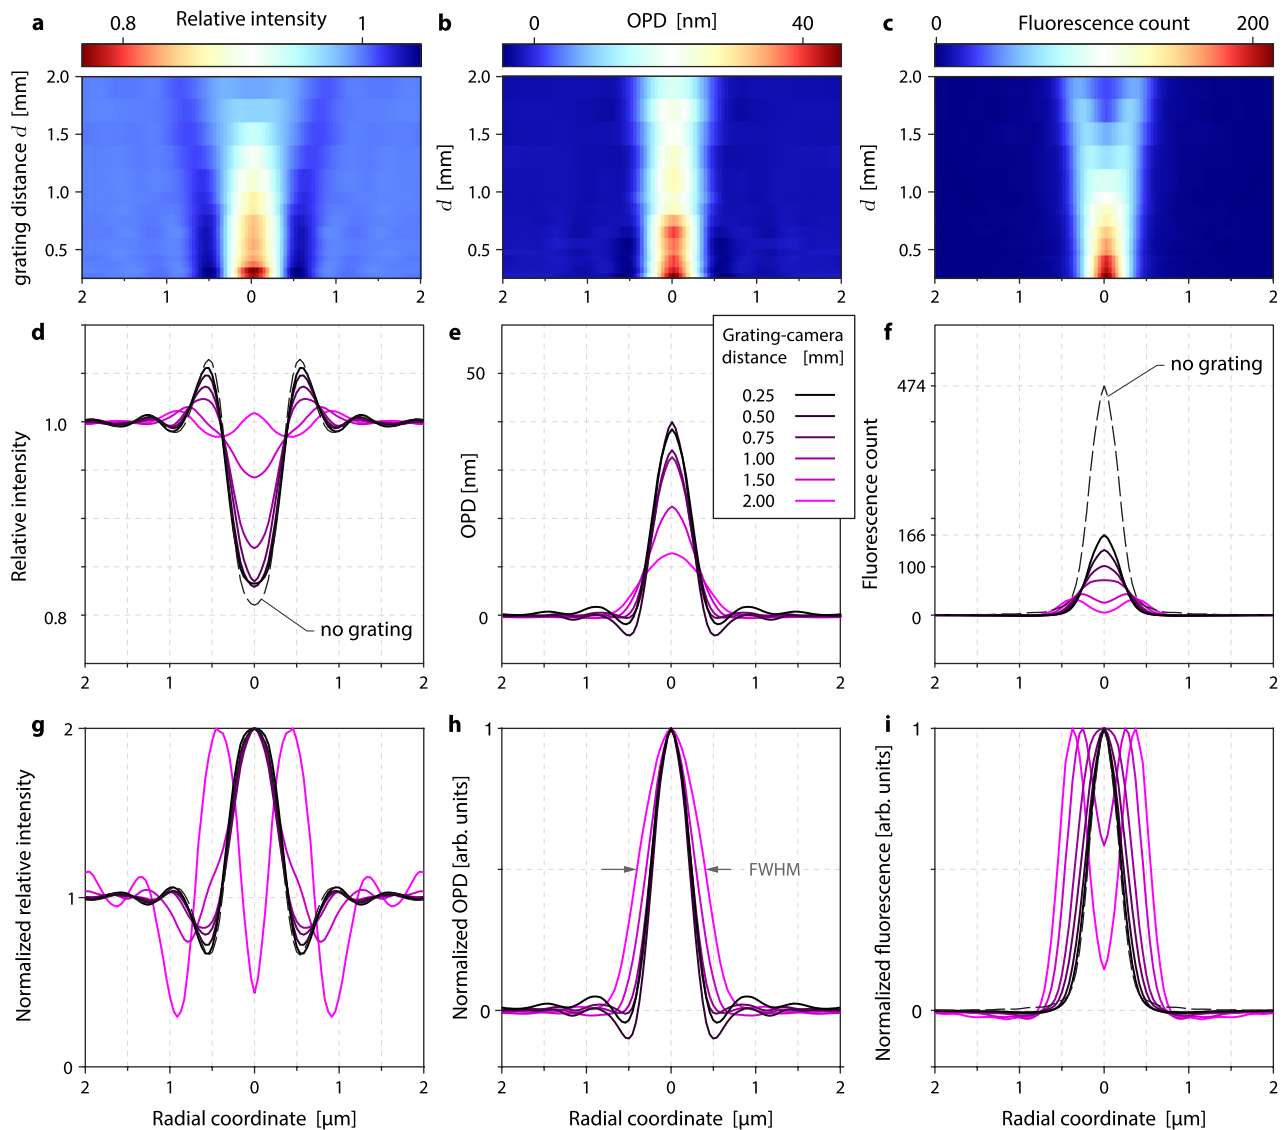 a Relative intensity
0.8 1
grating distance d [mm]
2.0
1.5
1.0
0.5
2 1 0 1 2
b OPD [nm]
0 40
d [mm]
2.0
1.5
1.0
0.5
2 1 0 1 2
c Fluorescence count
0 200
d [mm]
2.0
1.5
1.0
0.5
2 1 0 1 2
d
Relative intensity
1.0
0.8
no grating
2 1 0 1 2
e
OPD [nm]
50
0
2 1 0 1 2
Grating-camera
distance [mm]
0.25
0.50
0.75
1.00
1.50
2.00
f
Fluorescence count
no grating
474
166
100
0
2 1 0 1 2
g
Normalized relative intensity
2
1
0
2 1 0 1 2
Radial coordinate [μm]
h
Normalized OPD [arb. units]
1
FWHM
0
2 1 0 1 2
Radial coordinate [μm]
i
Normalized fluorescence [arb. units]
1
0
2 1 0 1 2
Radial coordinate [μm]